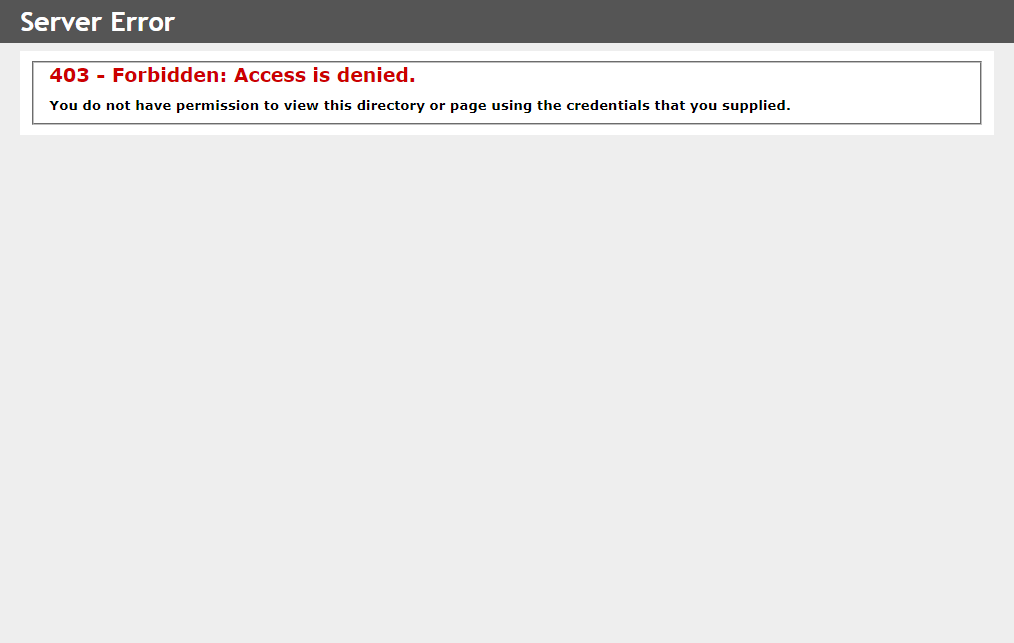 Server Error
403 - Forbidden: Access is denied.
You do not have permission to view this directory or page using the credentials that you supplied.